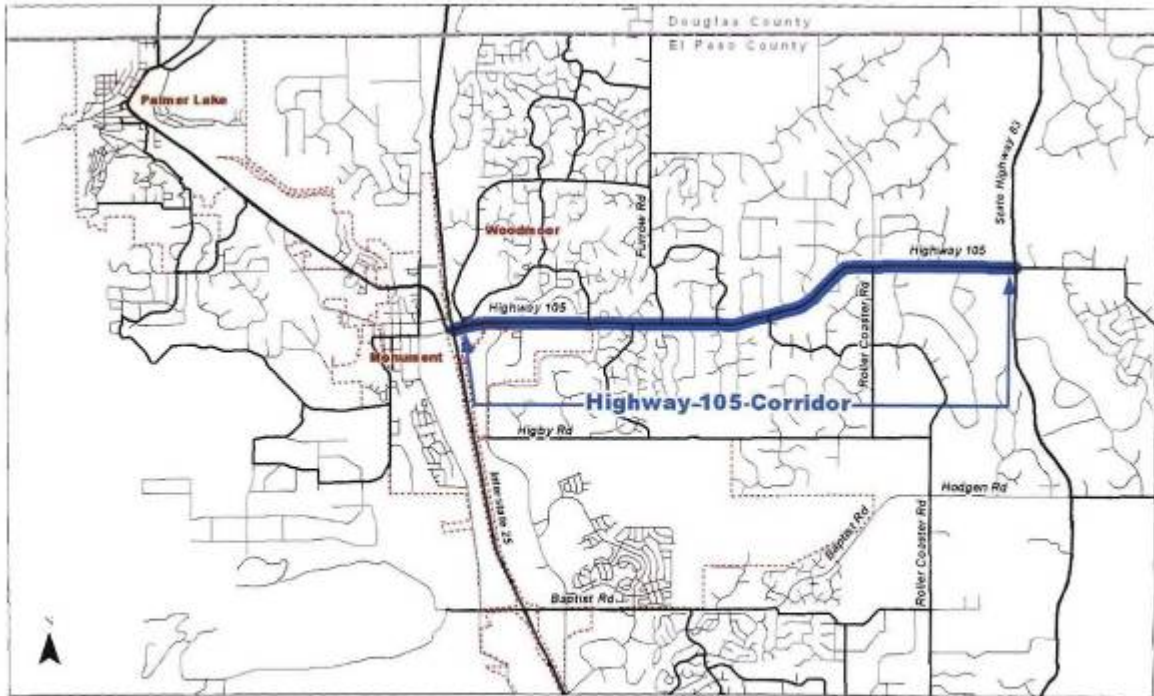 Douglas County
El Paso County
Palmer Lake
State Highway 83
Woodmoor
Furrow Rd
Highway 105
Highway 105
Roller Coaster Rd
Monument
Highway-105-Corridor
Higby Rd
Interstate 25
Hodgen Rd
Baptist Rd
Roller Coaster Rd
Baptist Rd